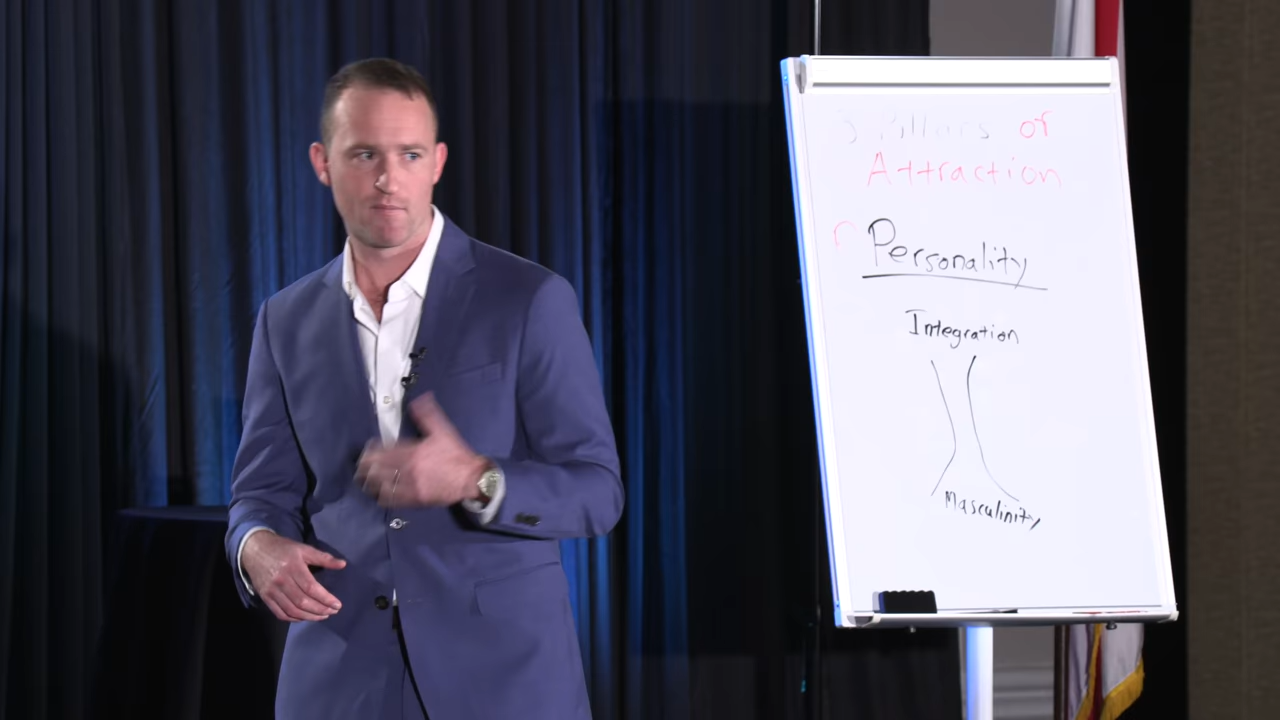 3 Pillars of
Attraction
Personality
Integration
Masculinity